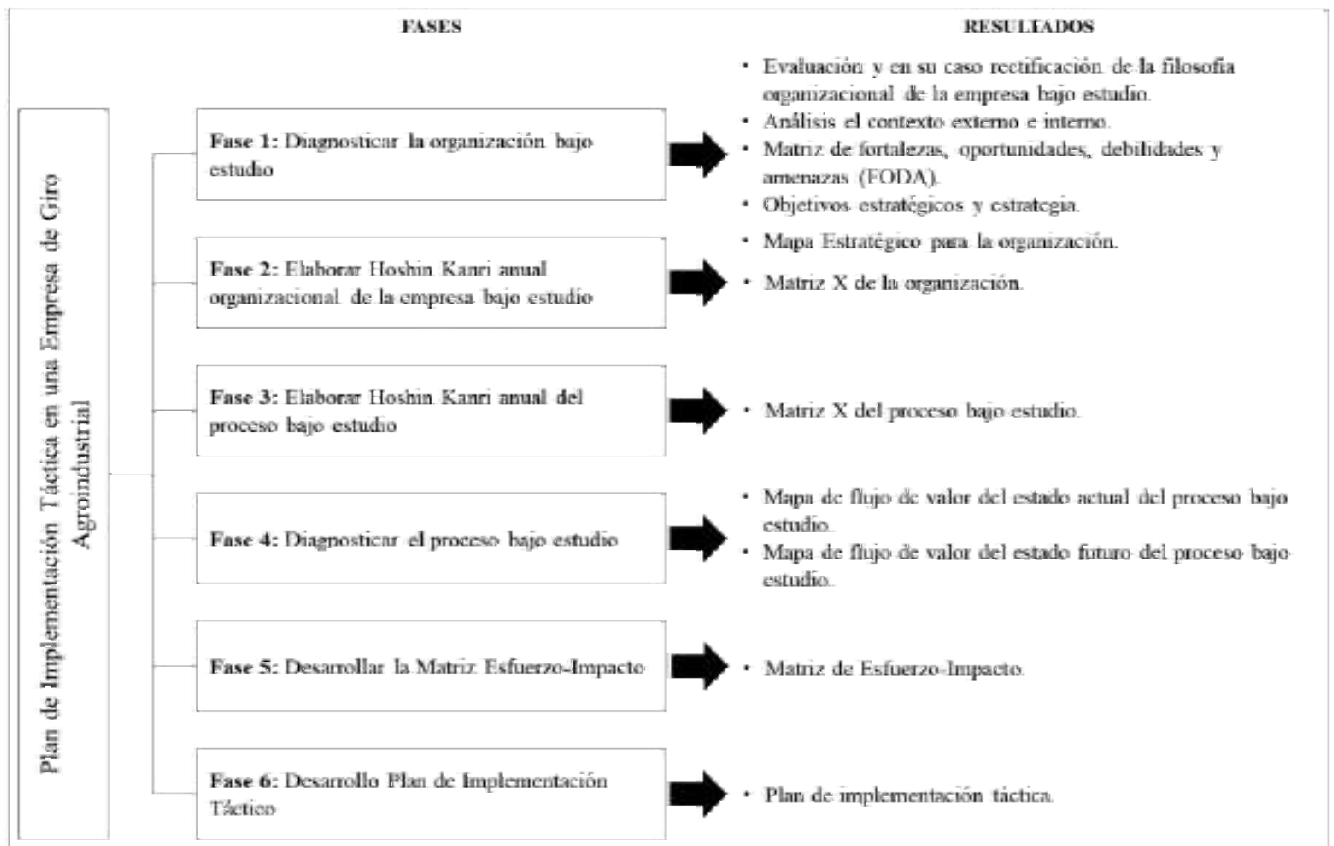 FASES
RESULTADOS
Plan de Implementación Táctica en una Empresa de Giro
Agroindustrial
Fase 1: Diagnosticar la organización bajo
estudio
• Evaluación y en su caso rectificación de la filosofía
organizacional de la empresa bajo estudio.
• Análisis el contexto externo e interno.
• Matriz de fortalezas, oportunidades, debilidades y
amenazas (FODA).
• Objetivos estratégicos y estrategia.
• Mapa Estratégico para la organización.
Fase 2: Elaborar Hoshin Kanri anual
organizacional de la empresa bajo estudio
• Matriz X de la organización.
Fase 3: Elaborar Hoshin Kanri anual del
proceso bajo estudio
• Matriz X del proceso bajo estudio.
Fase 4: Diagnosticar el proceso bajo estudio
• Mapa de flujo de valor del estado actual del proceso bajo
estudio.
• Mapa de flujo de valor del estado futuro del proceso bajo
estudio.
Fase 5: Desarrollar la Matriz Esfuerzo-Impacto
• Matriz de Esfuerzo-Impacto.
Fase 6: Desarrollo Plan de Implementación
Táctico
• Plan de implementación táctica.